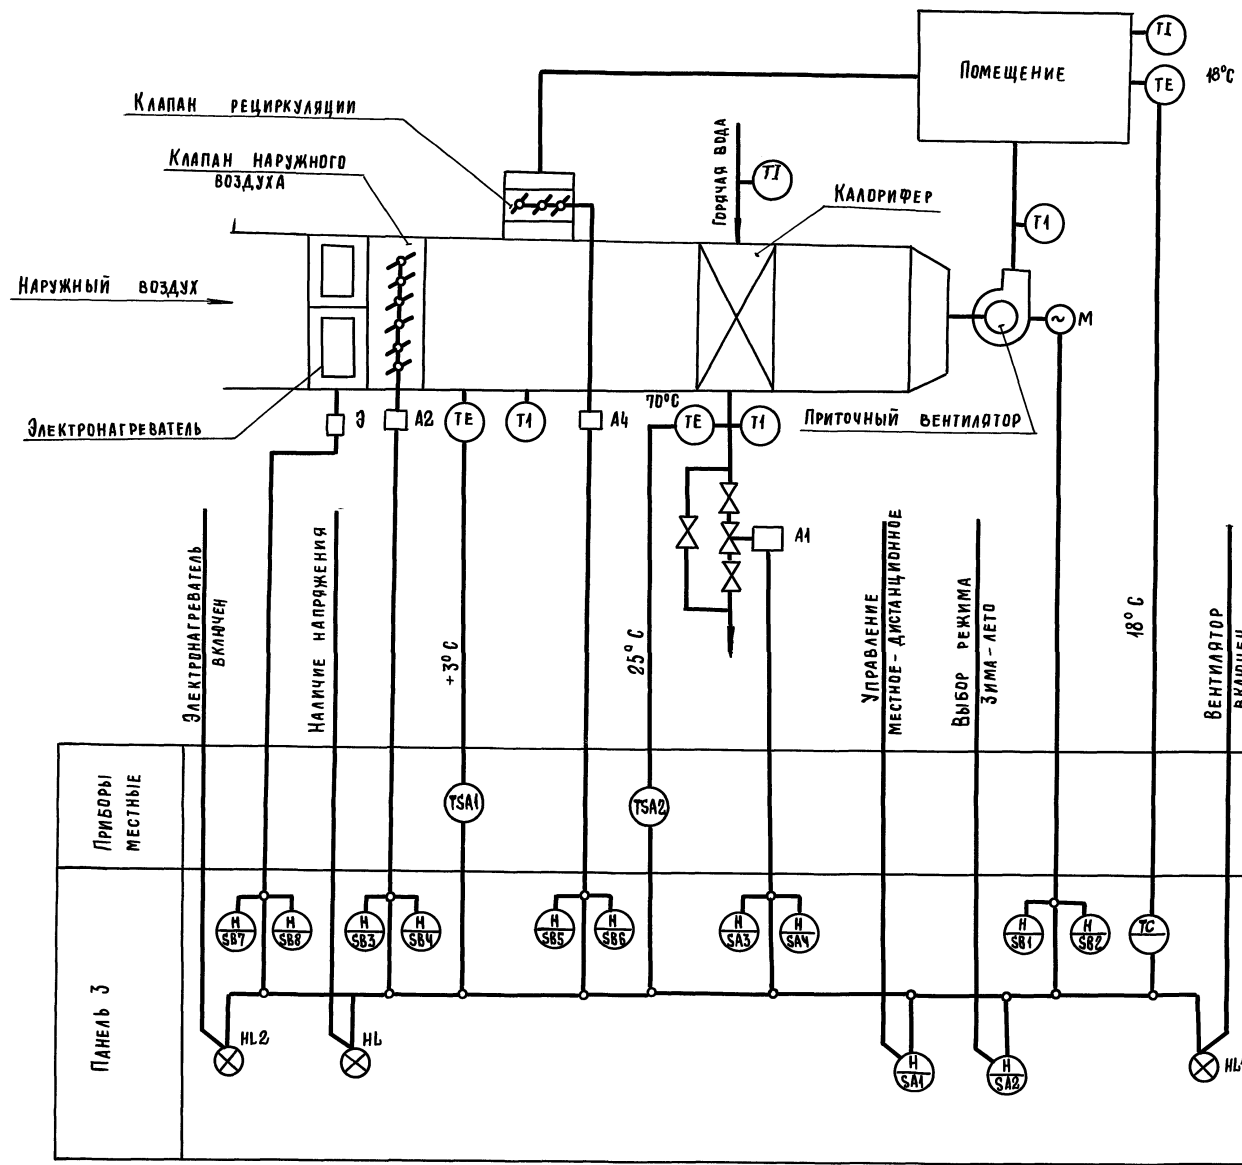 TI
ПОМЕЩЕНИЕ
TE
18°С
КЛАПАН РЕЦИРКУЛЯЦИИ
КЛАПАН НАРУЖНОГО
ВОЗДУХА
ГОРЯЧАЯ ВОДА
TI
КАЛОРИФЕР
T1
НАРУЖНЫЙ ВОЗДУХ
~
М
70°С
ЭЛЕКТРОНАГРЕВАТЕЛЬ
Э
А2
TE
T1
А4
TE
T1
ПРИТОЧНЫЙ ВЕНТИЛЯТОР
А1
ЭЛЕКТРОНАГРЕВАТЕЛЬ
ВКЛЮЧЕН
НАЛИЧИЕ НАПРЯЖЕНИЯ
+3°С
25°С
УПРАВЛЕНИЕ
МЕСТНОЕ-ДИСТАНЦИОННОЕ
ВЫБОР РЕЖИМА
ЗИМА-ЛЕТО
18°С
ВЕНТИЛЯТОР
ПРИБОРЫ
МЕСТНЫЕ
TSA1
TSA2
H
SB7
H
SB8
H
SB3
H
SB4
H
SB5
H
SB6
H
SA3
H
SA4
H
SB1
H
SB2
TC
ПАНЕЛЬ 3
HL2
HL
H
SA1
H
SA2